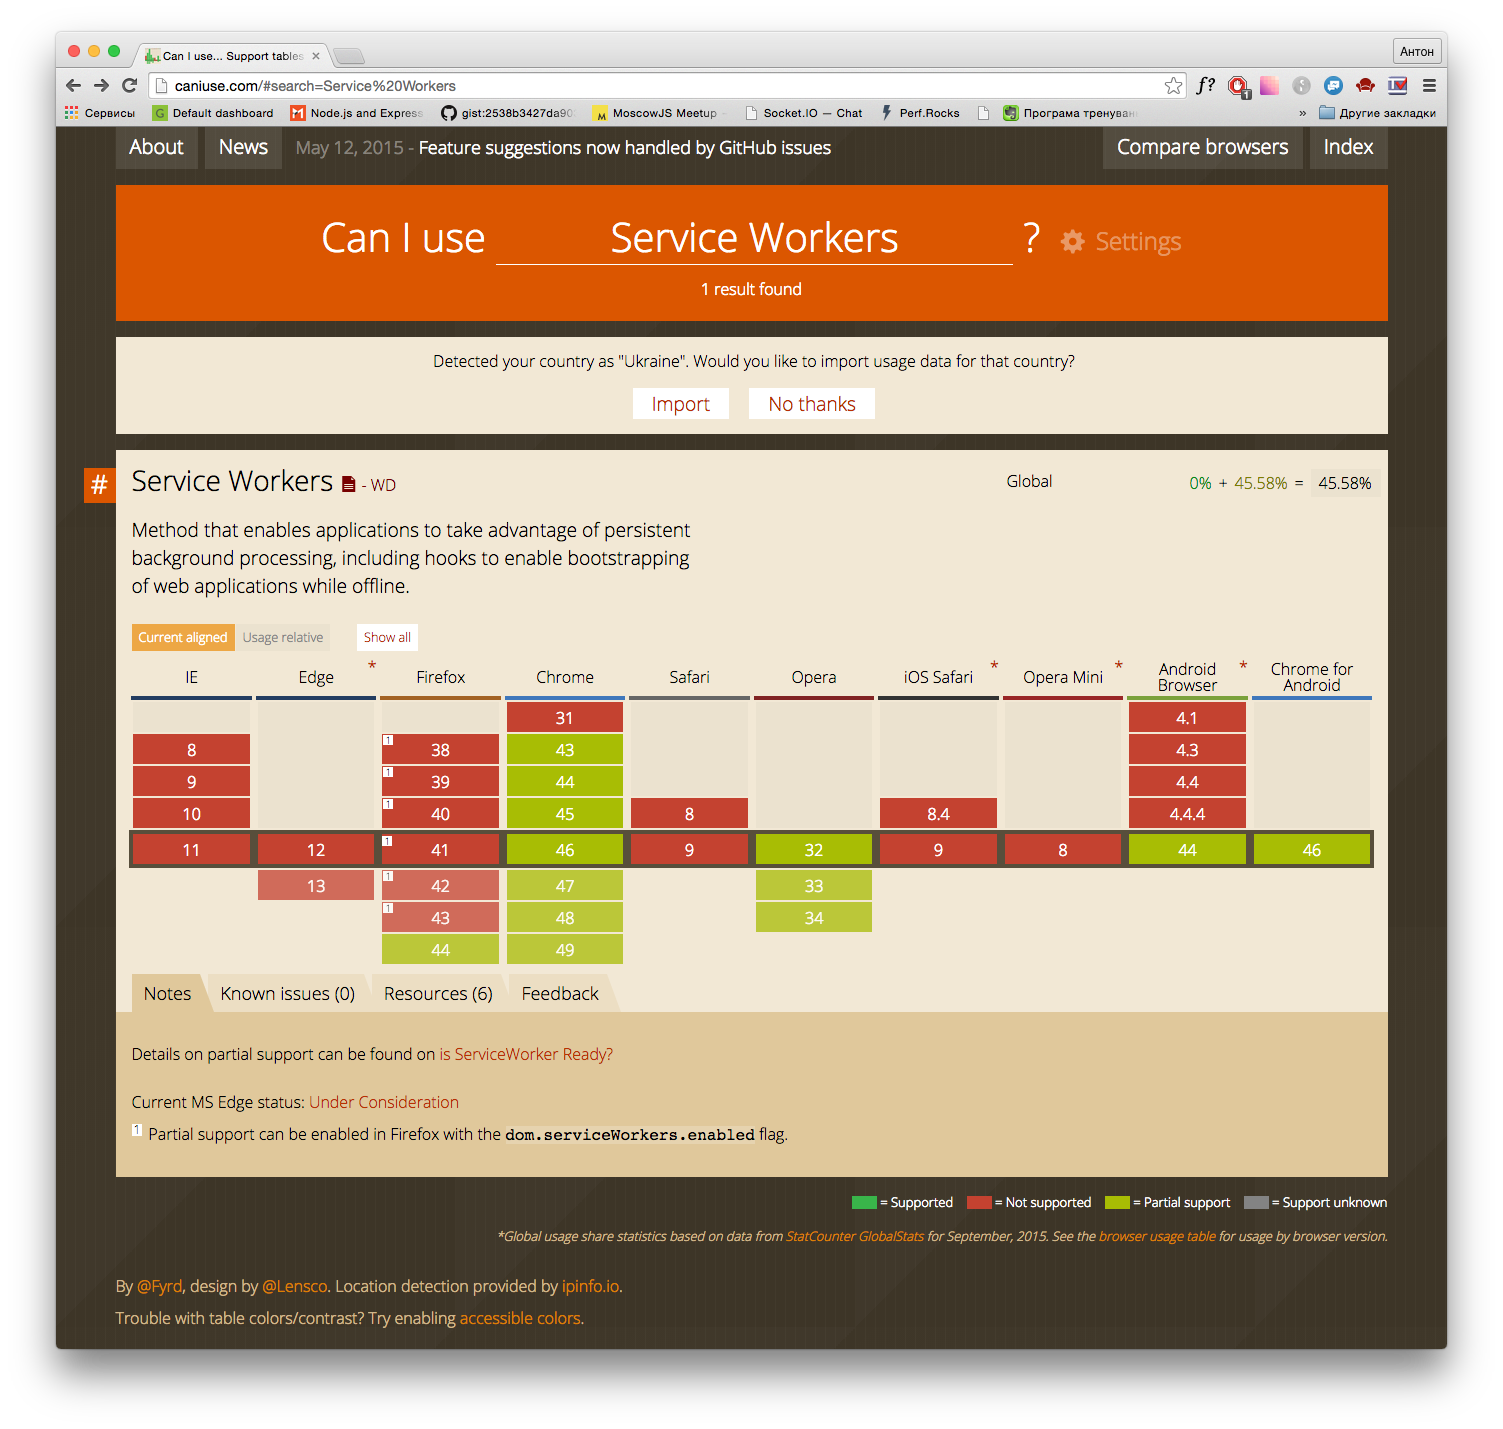 Can I use... Support tables
Антон
caniuse.com/#search=Service%20Workers
f?
1
Сервисы
Default dashboard
Node.js and Express
gist:2538b3427da90
MoscowJS Meetup
Socket.IO — Chat
Perf.Rocks
Програма тренуван
»
Другие закладки
About
News
May 12, 2015 - Feature suggestions now handled by GitHub issues
Compare browsers
Index
Can I use Service Workers ? Settings
1 result found
Detected your country as "Ukraine". Would you like to import usage data for that country?
Import
No thanks
#
Service Workers - WD
Global
0% + 45.58% = 45.58%
Method that enables applications to take advantage of persistent
background processing, including hooks to enable bootstrapping
of web applications while offline.
Current aligned
Usage relative
Show all
IE
Edge *
Firefox
Chrome
Safari
Opera
iOS Safari *
Opera Mini *
Android
Browser *
Chrome for
Android
31 4.1
8 1 38 43 4.3
9 1 39 44 4.4
10 1 40 45 8 8.4 4.4.4
11 12 1 41 46 9 32 9 8 44 46
13 1 42 47 33
1 43 48 34
44 49
Notes
Known issues (0)
Resources (6)
Feedback
Details on partial support can be found on is ServiceWorker Ready?
Current MS Edge status: Under Consideration
1 Partial support can be enabled in Firefox with the dom.serviceWorkers.enabled flag.
= Supported = Not supported = Partial support = Support unknown
*Global usage share statistics based on data from StatCounter GlobalStats for September, 2015. See the browser usage table for usage by browser version.
By @Fyrd, design by @Lensco. Location detection provided by ipinfo.io.
Trouble with table colors/contrast? Try enabling accessible colors.